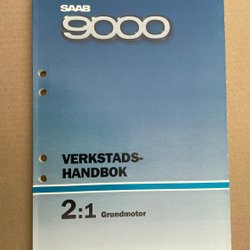 SAAB
9000
VERKSTADS-
HANDBOK
2:1 Grundmotor